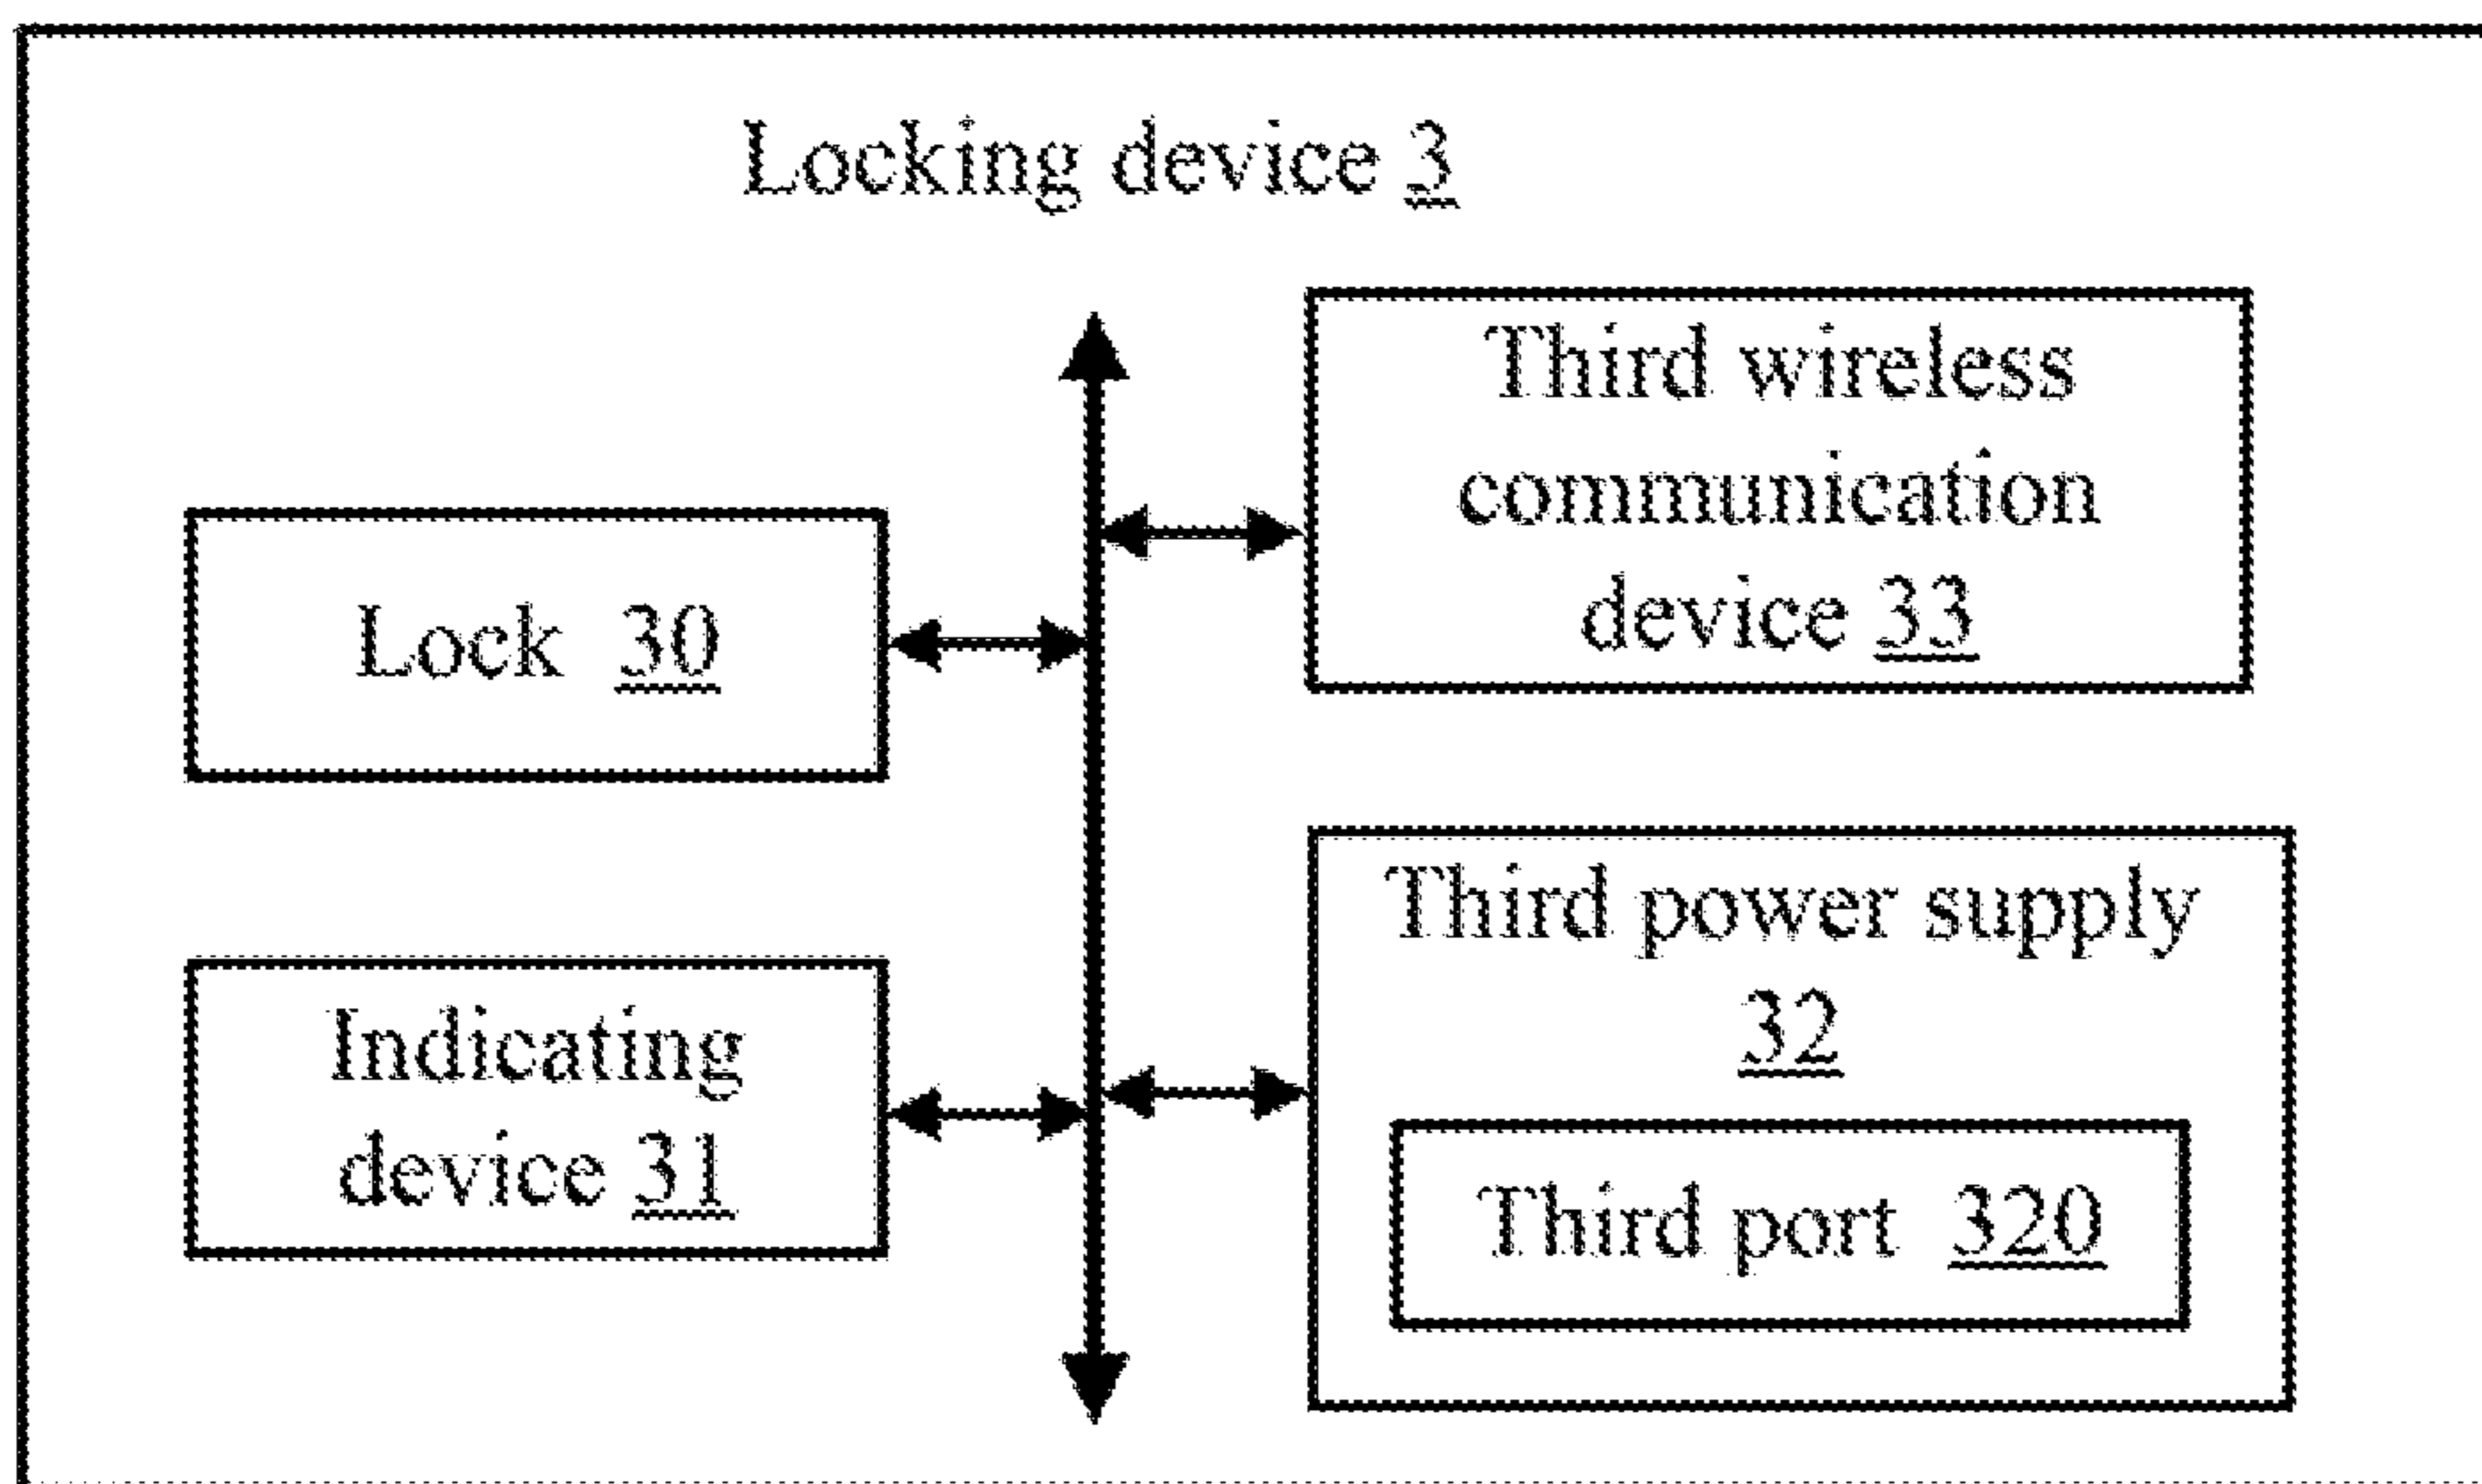 Locking device 3
Third wireless
communication
device 33
Lock 30
Third power supply
32
Indicating
device 31
Third port 320